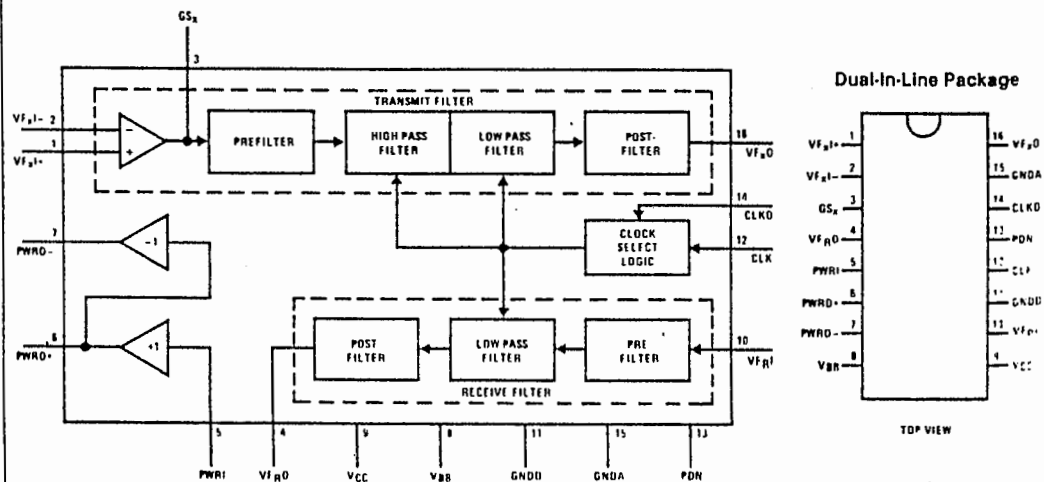 GSx
3
TRANSMIT FILTER
VFxI− 2
1
VFxI+
−
+
PREFILTER
HIGH PASS
FILTER
LOW PASS
FILTER
POST-
FILTER
16
VFxO
14
CLKO
CLOCK
SELECT
LOGIC
12
CLK
7
PWRO−
−1
6
PWRO+
+1
POST
FILTER
LOW PASS
FILTER
PRE
FILTER
10
VFRI
RECEIVE FILTER
5
4
9
8
11
15
13
PWRI
VFRO
VCC
VBB
GNDD
GNDA
PDN
Dual-In-Line Package
VFxI+ 1
VFxI− 2
GSx 3
VFRO 4
PWRI 5
PWRO+ 6
PWRO− 7
VBB 8
16 VFxO
15 GNDA
14 CLKO
13 PDN
12
GNDD
9 VCC
TOP VIEW